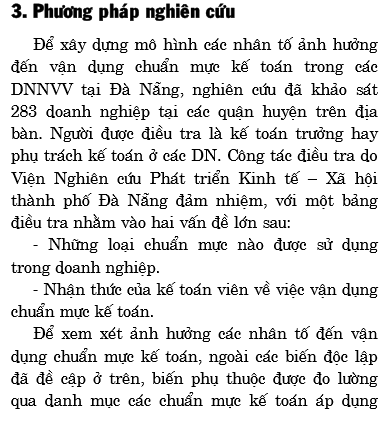 3. Phương pháp nghiên cứu
Để xây dựng mô hình các nhân tố ảnh hưởng
đến vận dụng chuẩn mực kế toán trong các
DNNVV tại Đà Nẵng, nghiên cứu đã khảo sát
283 doanh nghiệp tại các quận huyện trên địa
bàn. Người được điều tra là kế toán trưởng hay
phụ trách kế toán ở các DN. Công tác điều tra do
Viện Nghiên cứu Phát triển Kinh tế – Xã hội
thành phố Đà Nẵng đảm nhiệm, với một bảng
điều tra nhằm vào hai vấn đề lớn sau:
- Những loại chuẩn mực nào được sử dụng
trong doanh nghiệp.
- Nhận thức của kế toán viên về việc vận dụng
chuẩn mực kế toán.
Để xem xét ảnh hưởng các nhân tố đến vận
dụng chuẩn mực kế toán, ngoài các biến độc lập
đã đề cập ở trên, biến phụ thuộc được đo lường
qua danh mục các chuẩn mực kế toán áp dụng